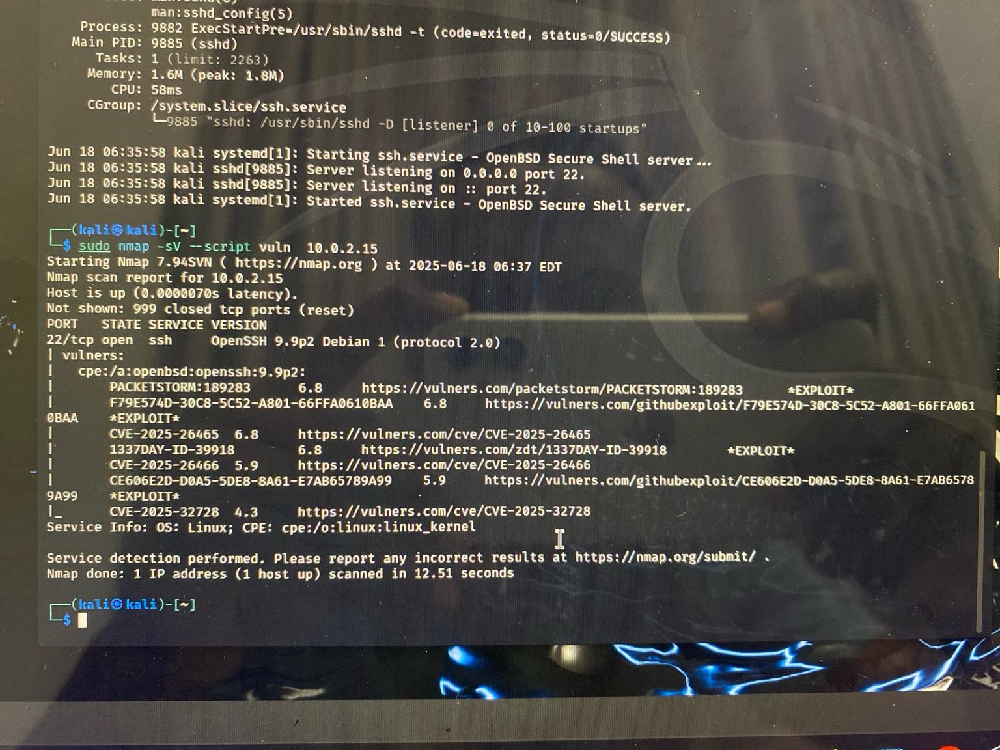 man:sshd_config(5)
Process: 9882 ExecStartPre=/usr/sbin/sshd -t (code=exited, status=0/SUCCESS)
Main PID: 9885 (sshd)
Tasks: 1 (limit: 2263)
Memory: 1.6M (peak: 1.8M)
CPU: 58ms
CGroup: /system.slice/ssh.service
└─9885 "sshd: /usr/sbin/sshd -D [listener] 0 of 10-100 startups"
Jun 18 06:35:58 kali systemd[1]: Starting ssh.service - OpenBSD Secure Shell server...
Jun 18 06:35:58 kali sshd[9885]: Server listening on 0.0.0.0 port 22.
Jun 18 06:35:58 kali sshd[9885]: Server listening on :: port 22.
Jun 18 06:35:58 kali systemd[1]: Started ssh.service - OpenBSD Secure Shell server.
┌──(kali㉿kali)-[~]
└─$ sudo nmap -sV --script vuln  10.0.2.15
Starting Nmap 7.94SVN ( https://nmap.org ) at 2025-06-18 06:37 EDT
Nmap scan report for 10.0.2.15
Host is up (0.0000070s latency).
Not shown: 999 closed tcp ports (reset)
PORT   STATE SERVICE VERSION
22/tcp open  ssh     OpenSSH 9.9p2 Debian 1 (protocol 2.0)
| vulners:
|   cpe:/a:openbsd:openssh:9.9p2:
|       PACKETSTORM:189283      6.8     https://vulners.com/packetstorm/PACKETSTORM:189283      *EXPLOIT*
|       F79E574D-30C8-5C52-A801-66FFA0610BAA    6.8     https://vulners.com/githubexploit/F79E574D-30C8-5C52-A801-66FFA061
0BAA    *EXPLOIT*
|       CVE-2025-26465  6.8     https://vulners.com/cve/CVE-2025-26465
|       1337DAY-ID-39918        6.8     https://vulners.com/zdt/1337DAY-ID-39918        *EXPLOIT*
|       CVE-2025-26466  5.9     https://vulners.com/cve/CVE-2025-26466
|       CE606E2D-D0A5-5DE8-8A61-E7AB65789A99    5.9     https://vulners.com/githubexploit/CE606E2D-D0A5-5DE8-8A61-E7AB6578
9A99    *EXPLOIT*
|_      CVE-2025-32728  4.3     https://vulners.com/cve/CVE-2025-32728
Service Info: OS: Linux; CPE: cpe:/o:linux:linux_kernel
Service detection performed. Please report any incorrect results at https://nmap.org/submit/ .
Nmap done: 1 IP address (1 host up) scanned in 12.51 seconds
┌──(kali㉿kali)-[~]
└─$